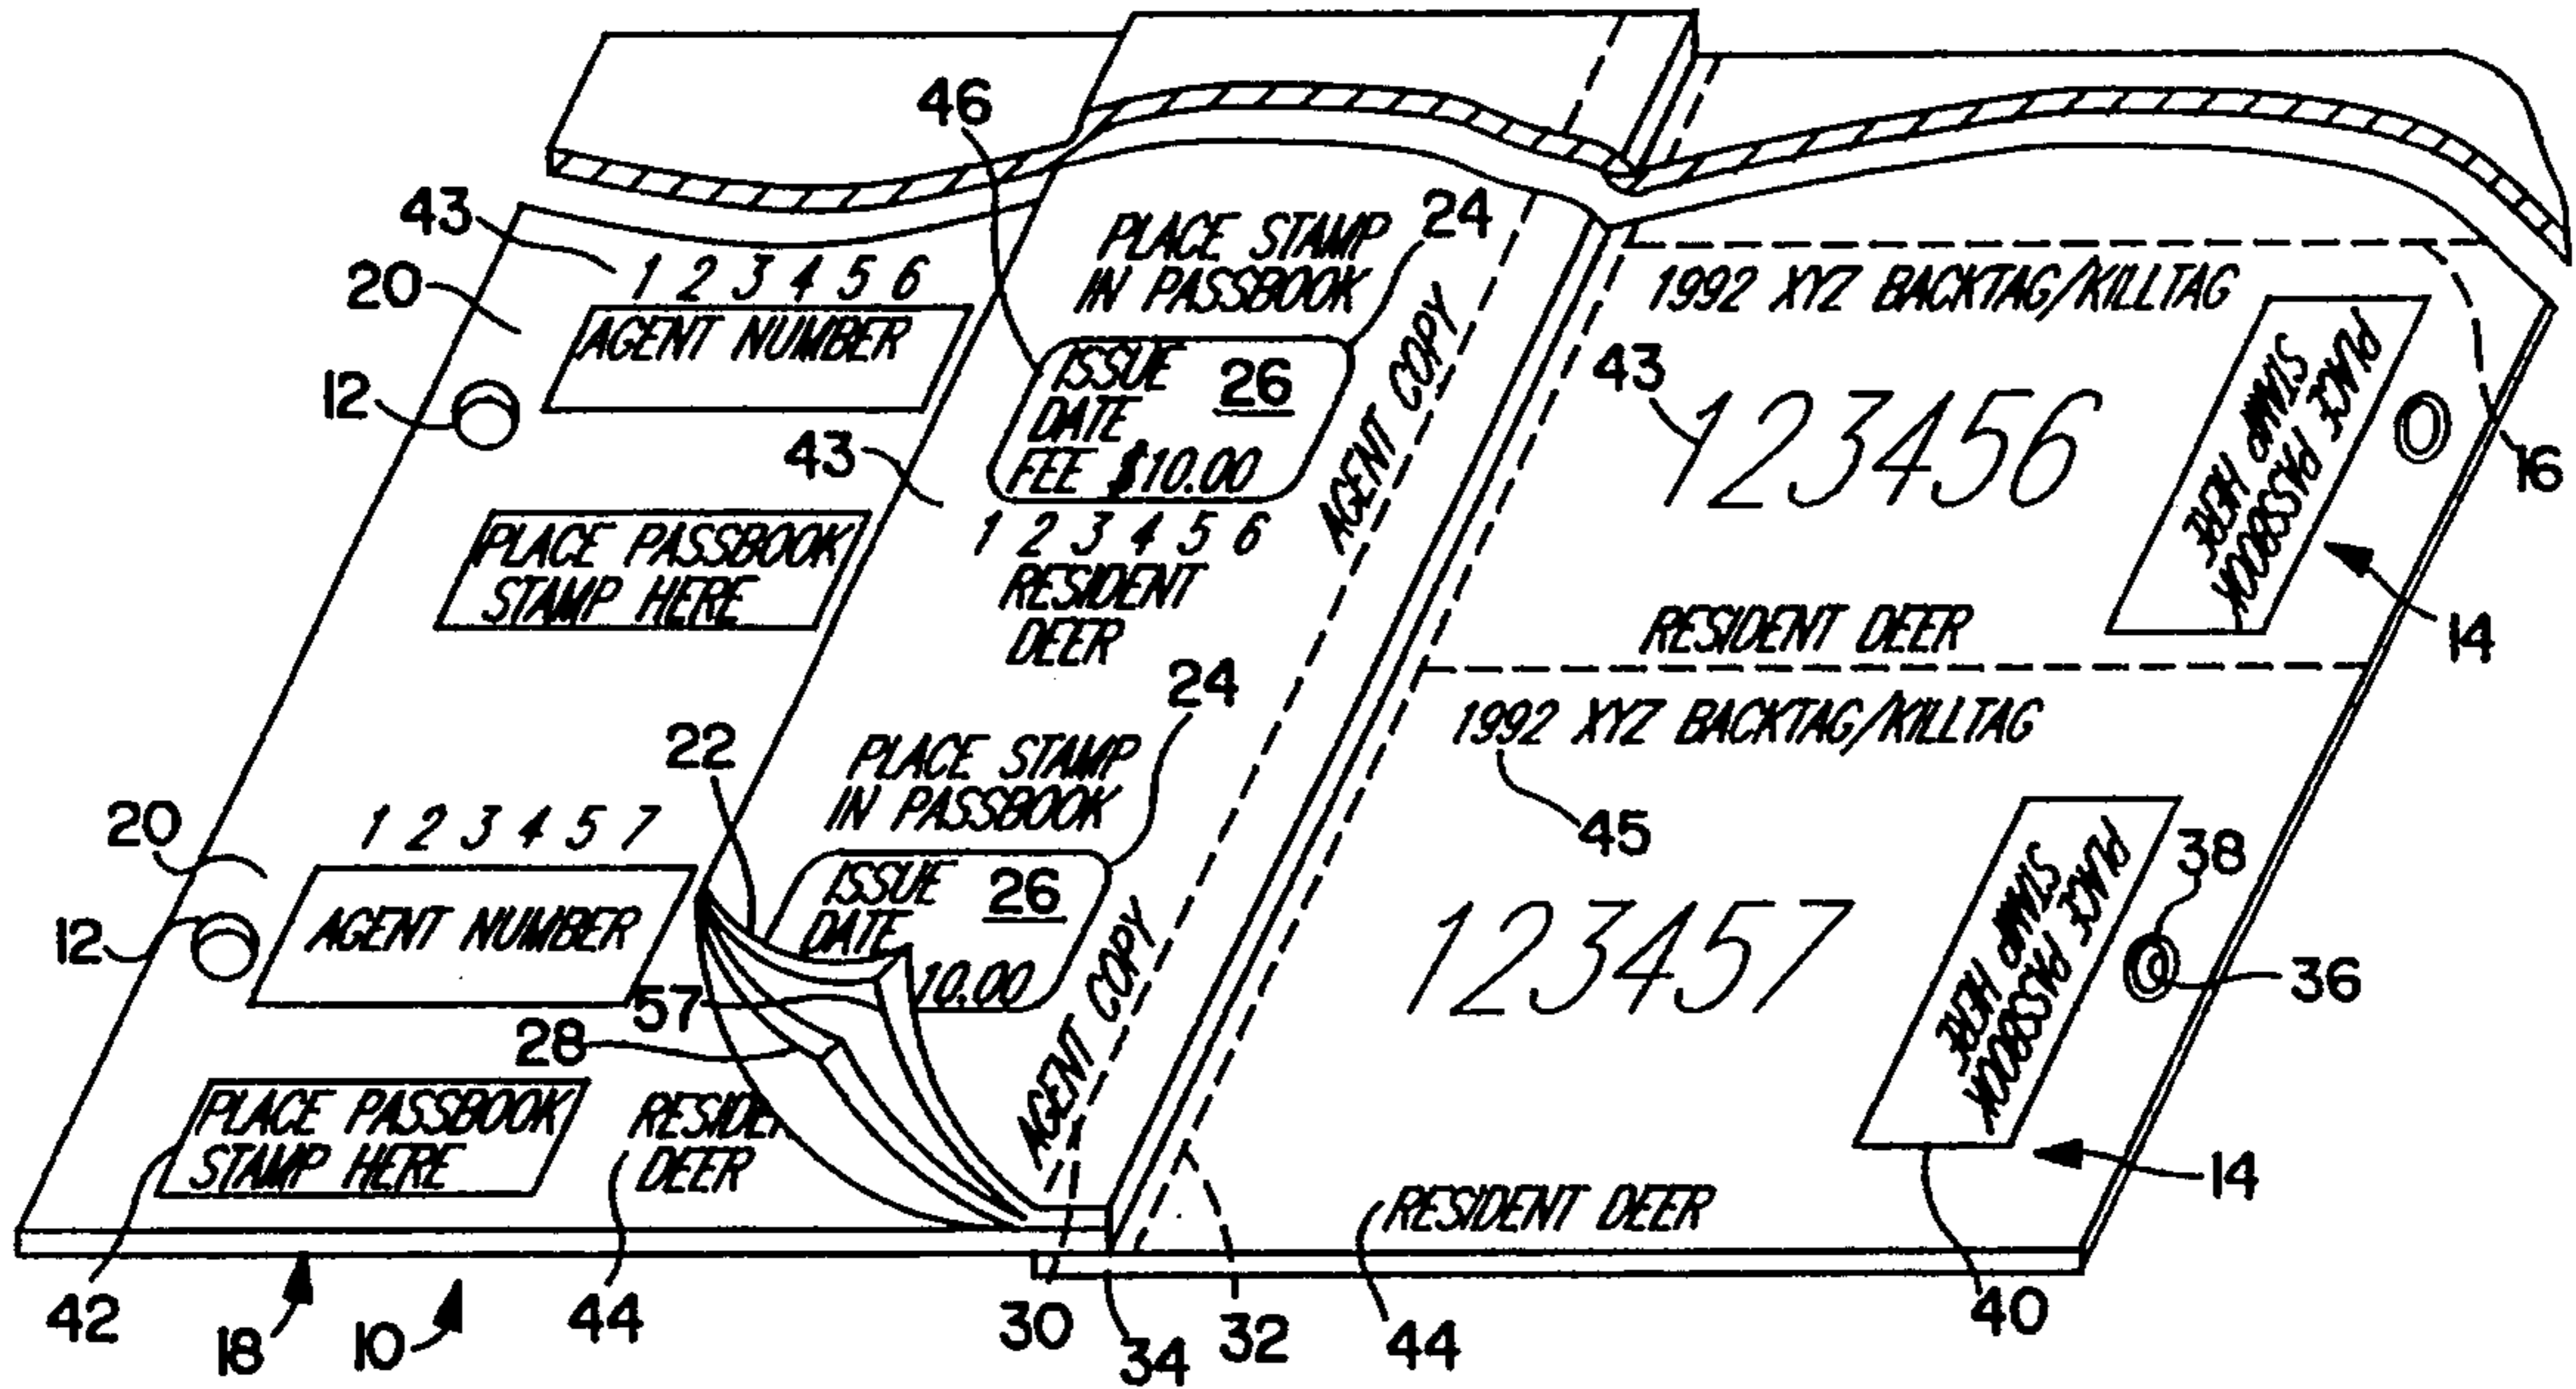 46
43
1 2 3 4 5 6
20
AGENT NUMBER
12
PLACE PASSBOOK
STAMP HERE
PLACE STAMP
IN PASSBOOK
24
ISSUE
DATE
FEE $10.00
26
43
1 2 3 4 5 6
RESIDENT
DEER
AGENT COPY
1992 XYZ BACKTAG/KILLTAG
43
123456
PLACE PASSBOOK
STAMP HERE
16
14
RESIDENT DEER
20
1 2 3 4 5 7
12
AGENT NUMBER
22
PLACE STAMP
IN PASSBOOK
24
ISSUE
DATE
10.00
26
57
28
AGENT COPY
PLACE PASSBOOK
STAMP HERE
RESIDEN
DEER
1992 XYZ BACKTAG/KILLTAG
45
123457
PLACE PASSBOOK
STAMP HERE
38
36
14
RESIDENT DEER
42
18
10
44
30
34
32
44
40